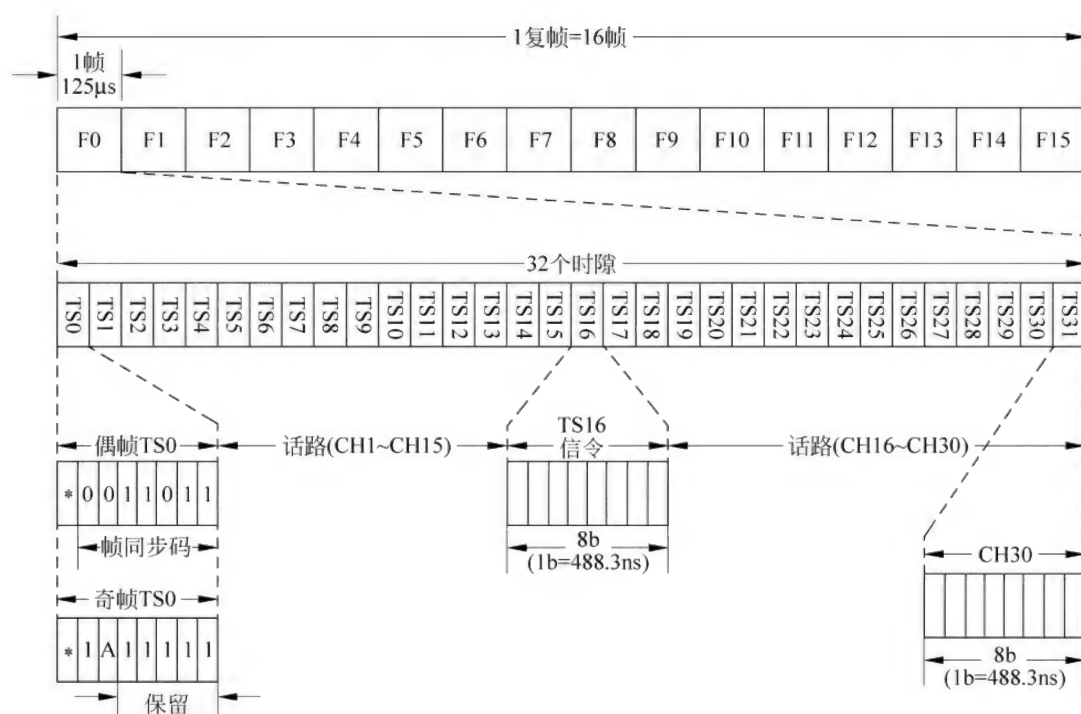 1复帧=16帧
1帧
125μs
F0 F1 F2 F3 F4 F5 F6 F7 F8 F9 F10 F11 F12 F13 F14 F15
32个时隙
TS0 TS1 TS2 TS3 TS4 TS5 TS6 TS7 TS8 TS9 TS10 TS11 TS12 TS13 TS14 TS15 TS16 TS17 TS18 TS19 TS20 TS21 TS22 TS23 TS24 TS25 TS26 TS27 TS28 TS29 TS30 TS31
偶帧TS0
话路(CH1~CH15)
TS16
信令
话路(CH16~CH30)
* 0 0 1 1 0 1 1
帧同步码
8b
(1b=488.3ns)
CH30
奇帧TS0
* 1 A 1 1 1 1 1
保留
8b
(1b=488.3ns)